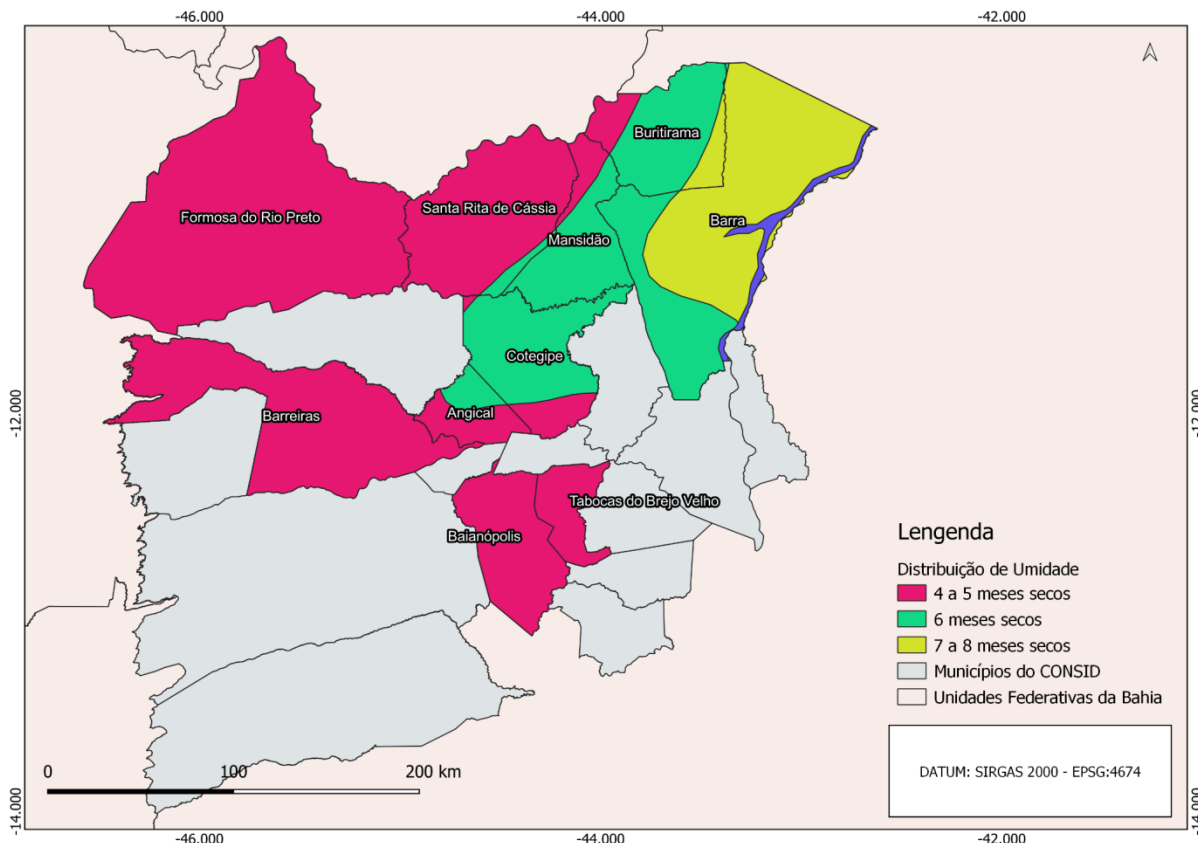 -46.000
-44.000
-42.000
Buritirama
Santa Rita de Cássia
Formosa do Rio Preto
Barra
Mansidão
Cotegipe
-12.000
-12.000
Angical
Barreiras
Tabocas do Brejo Velho
Baianópolis
Lengenda
Distribuição de Umidade
4 a 5 meses secos
6 meses secos
7 a 8 meses secos
Municípios do CONSID
Unidades Federativas da Bahia
0
100
200 km
DATUM: SIRGAS 2000 - EPSG:4674
-14.000
-14.000
-46.000
-44.000
-42.000